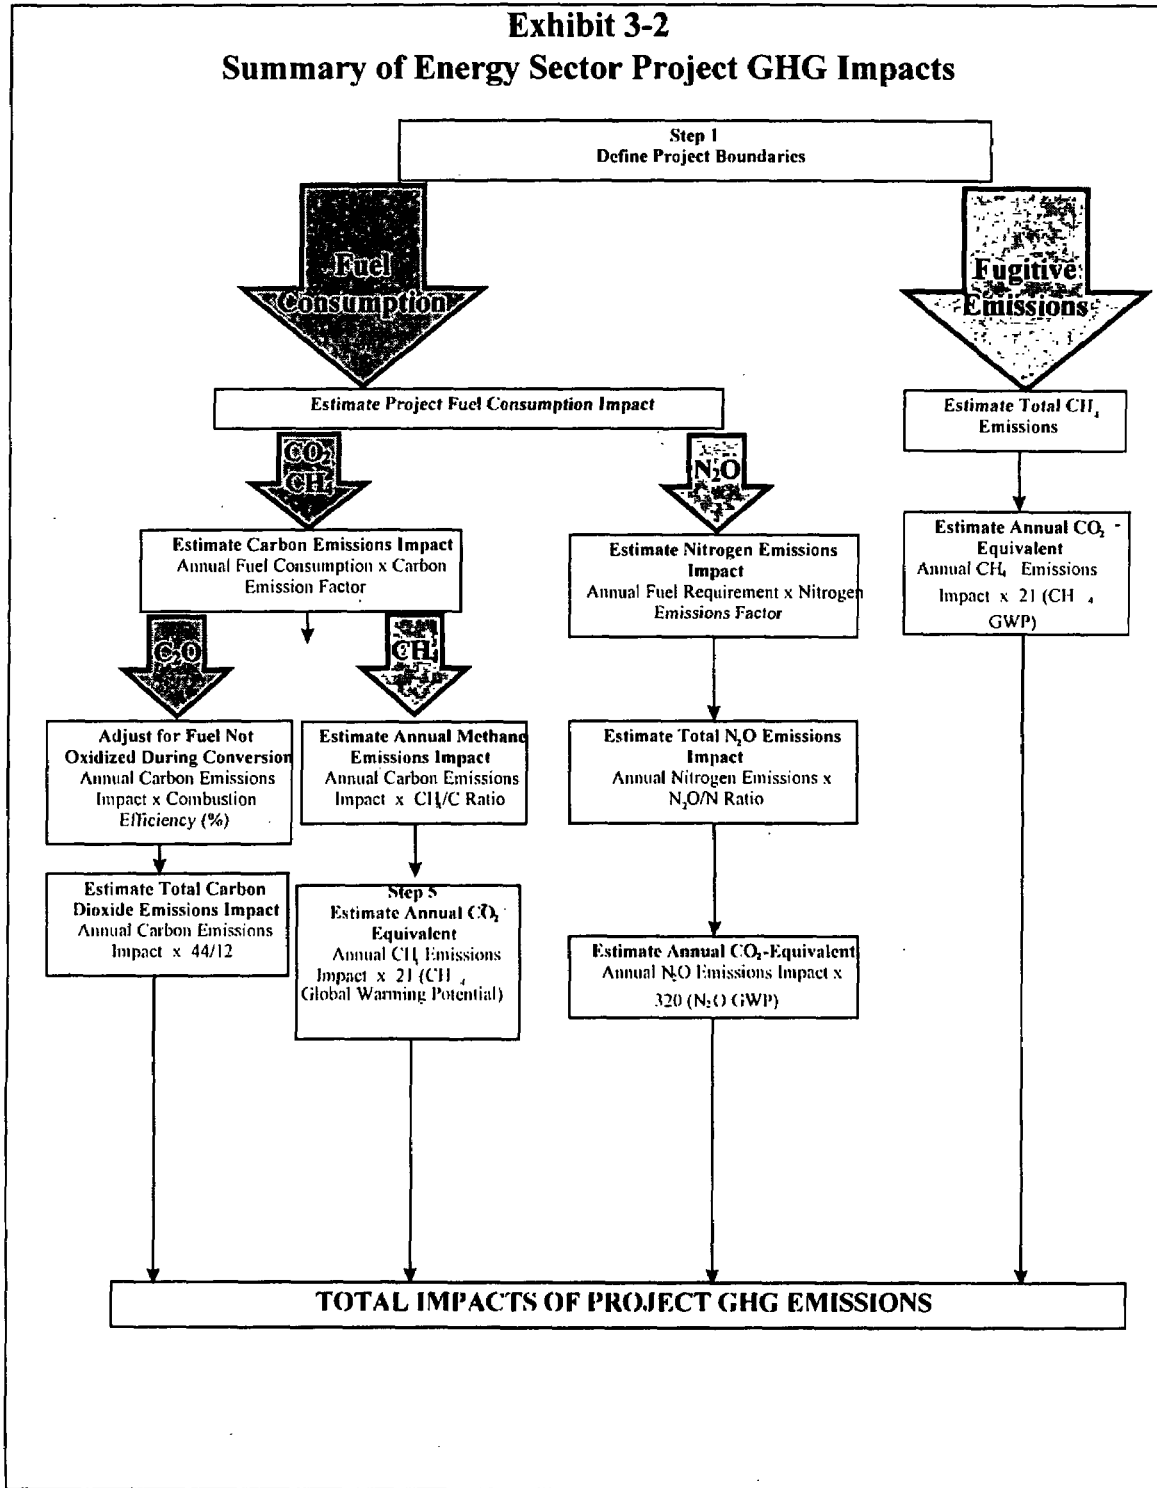 Exhibit 3-2
Summary of Energy Sector Project GHG Impacts
Step 1
Define Project Boundaries
Fuel
Consumption
Fugitive
Emissions
Estimate Project Fuel Consumption Impact
Estimate Total CH₄
Emissions
CO₂
CH₄
N₂O
Estimate Carbon Emissions Impact
Annual Fuel Consumption x Carbon
Emission Factor
Estimate Nitrogen Emissions
Impact
Annual Fuel Requirement x Nitrogen
Emissions Factor
Estimate Annual CO₂ -
Equivalent
Annual CH₄ Emissions
Impact x 21 (CH ₄
GWP)
C₂O
CH₄
Adjust for Fuel Not
Oxidized During Conversion
Annual Carbon Emissions
Impact x Combustion
Efficiency (%)
Estimate Annual Methane
Emissions Impact
Annual Carbon Emissions
Impact x CH₄/C Ratio
Estimate Total N₂O Emissions
Impact
Annual Nitrogen Emissions x
N₂O/N Ratio
Estimate Total Carbon
Dioxide Emissions Impact
Annual Carbon Emissions
Impact x 44/12
Step 5
Estimate Annual CO₂-
Equivalent
Annual CH₄ Emissions
Impact x 21 (CH ₄
Global Warming Potential)
Estimate Annual CO₂-Equivalent
Annual N₂O Emissions Impact x
320 (N₂O GWP)
TOTAL IMPACTS OF PROJECT GHG EMISSIONS